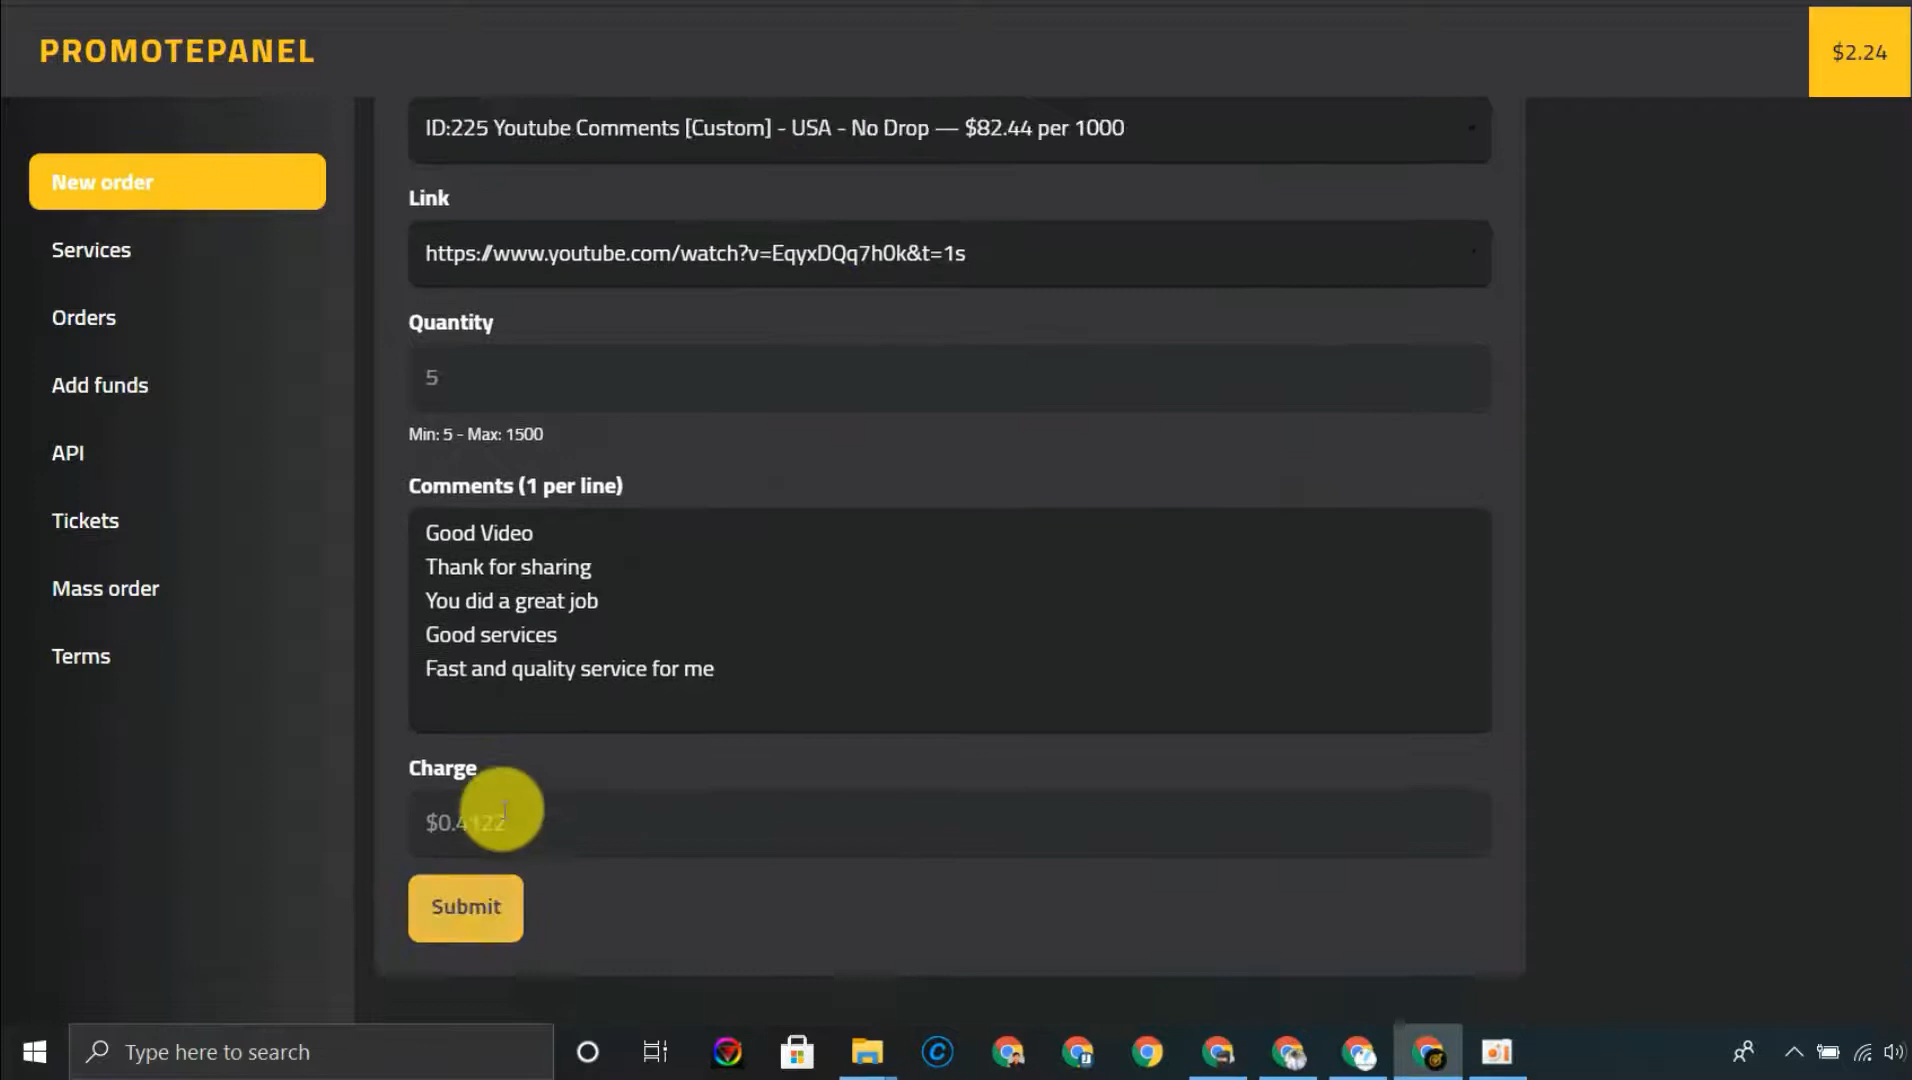 PROMOTEPANEL
$2.24
ID:225 Youtube Comments [Custom] - USA - No Drop — $82.44 per 1000
New order
Link
Services
https://www.youtube.com/watch?v=EqyxDQq7h0k&t=1s
Orders
Quantity
5
Add funds
Min: 5 - Max: 1500
API
Comments (1 per line)
Tickets
Good Video
Thank for sharing
Mass order
You did a great job
Good services
Terms
Fast and quality service for me
Charge
$0.4122
Submit
Type here to search